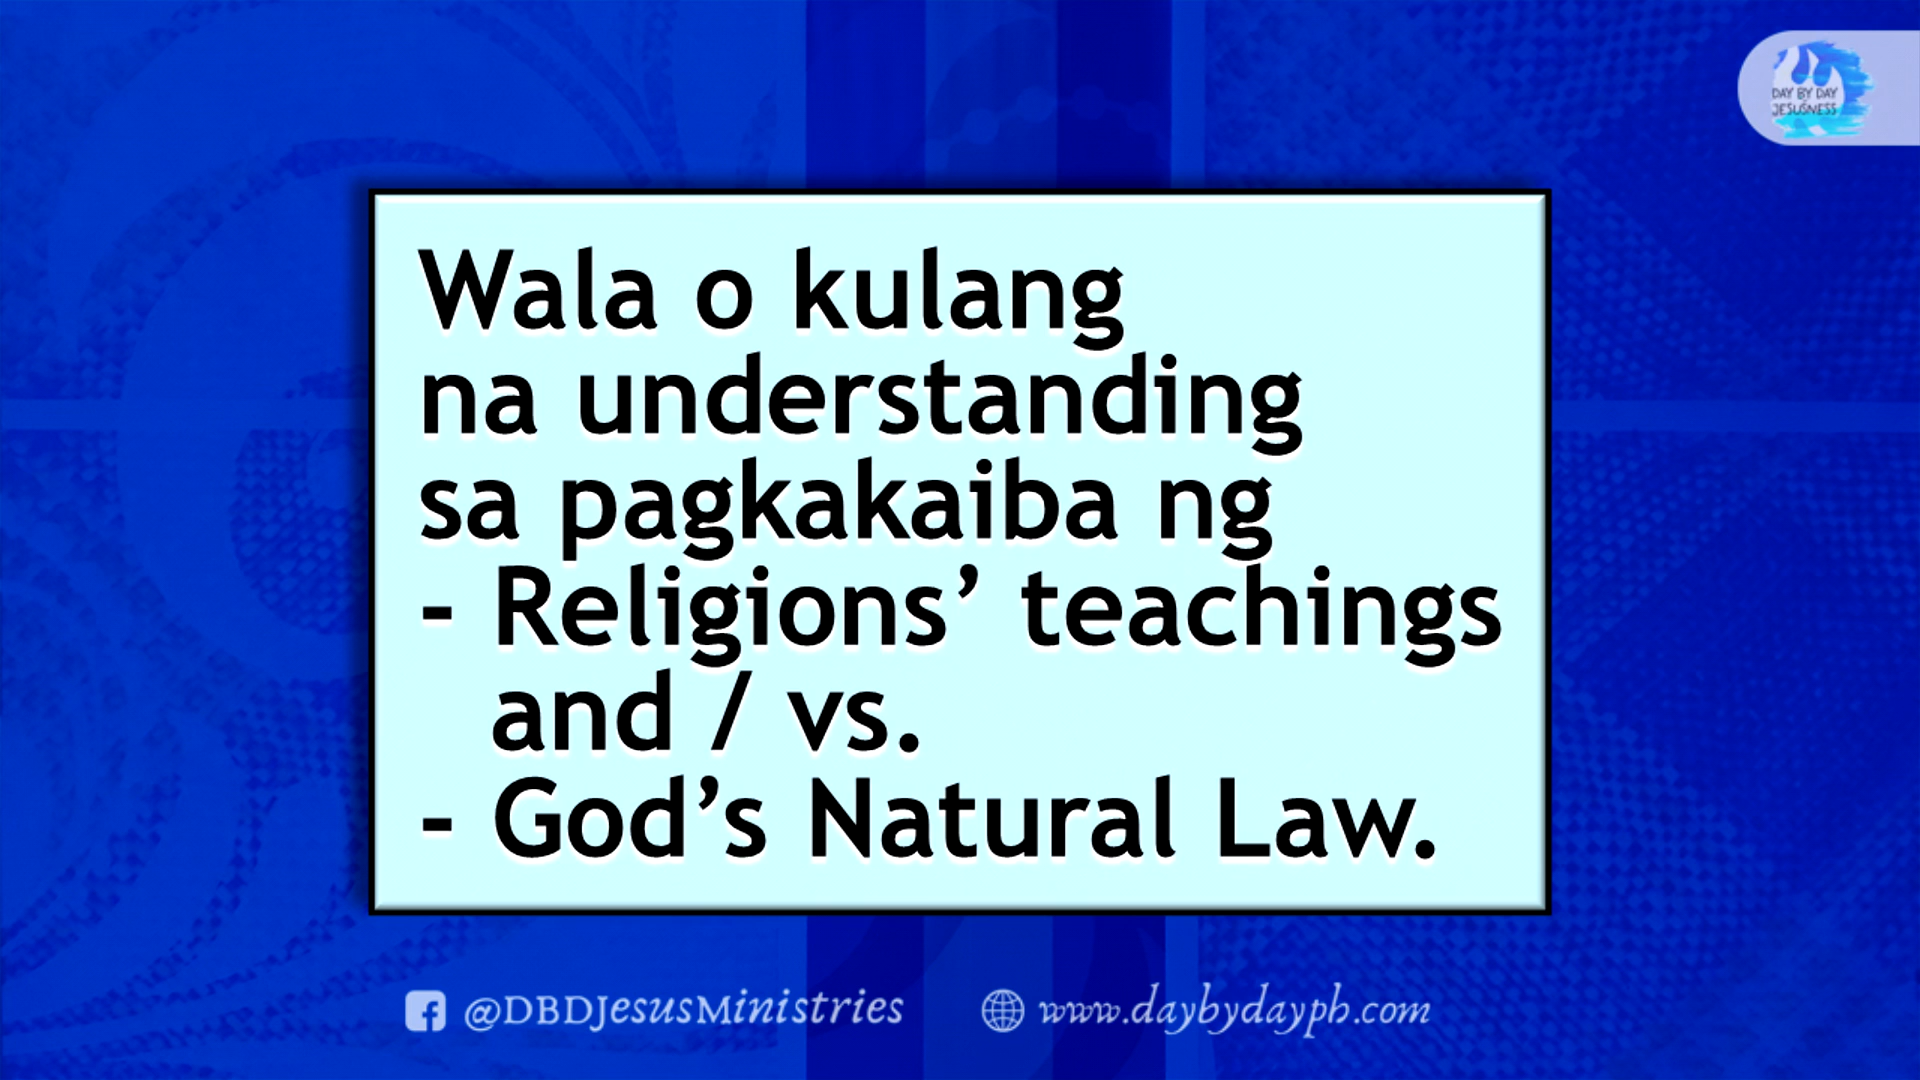 DAY BY DAY
JESUSNESS
Wala o kulang
na understanding
sa pagkakaiba ng
- Religions’ teachings
and / vs.
- God’s Natural Law.
@DBDJesusMinistries
www.daybydayph.com